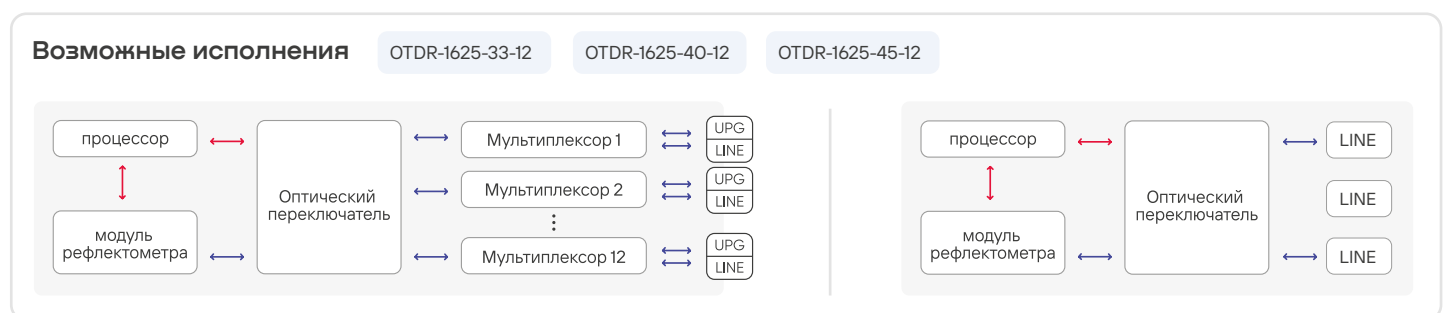 Возможные исполнения OTDR-1625-33-12 OTDR-1625-40-12 OTDR-1625-45-12
процессор
модуль
рефлектометра
Оптический
переключатель
Мультиплексор 1
UPG
LINE
Мультиплексор 2
UPG
LINE
Мультиплексор 12
UPG
LINE
процессор
модуль
рефлектометра
Оптический
переключатель
LINE
LINE
LINE